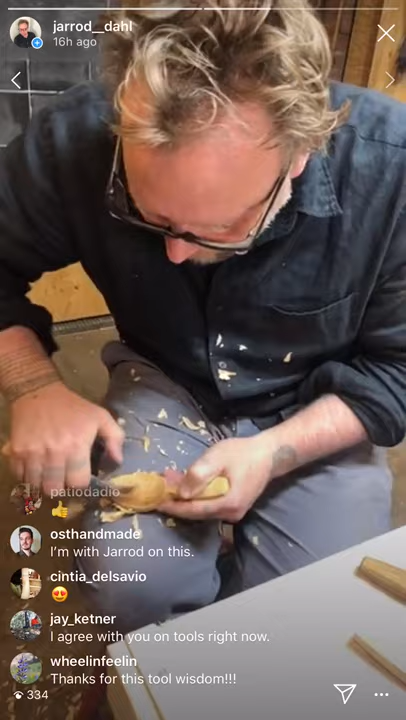 jarrod__dahl
16h ago
patiodadio
👍
osthandmade
I'm with Jarrod on this.
cintia_delsavio
😍
jay_ketner
I agree with you on tools right now.
wheelinfeelin
Thanks for this tool wisdom!!!
334